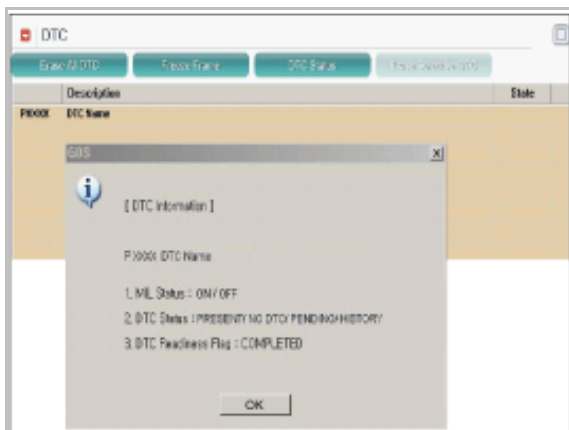 DTC
Erase All DTC Freeze Frame DTC Status
Description State
PXXXX DTC Name
GDS
[ DTC Information ]
PXXXX DTC Name
1. MIL Status : ON / OFF
2. DTC Status : PRESENT/ NO DTC/ PENDING/ HISTORY
3. DTC Readiness Flag : COMPLETED
OK